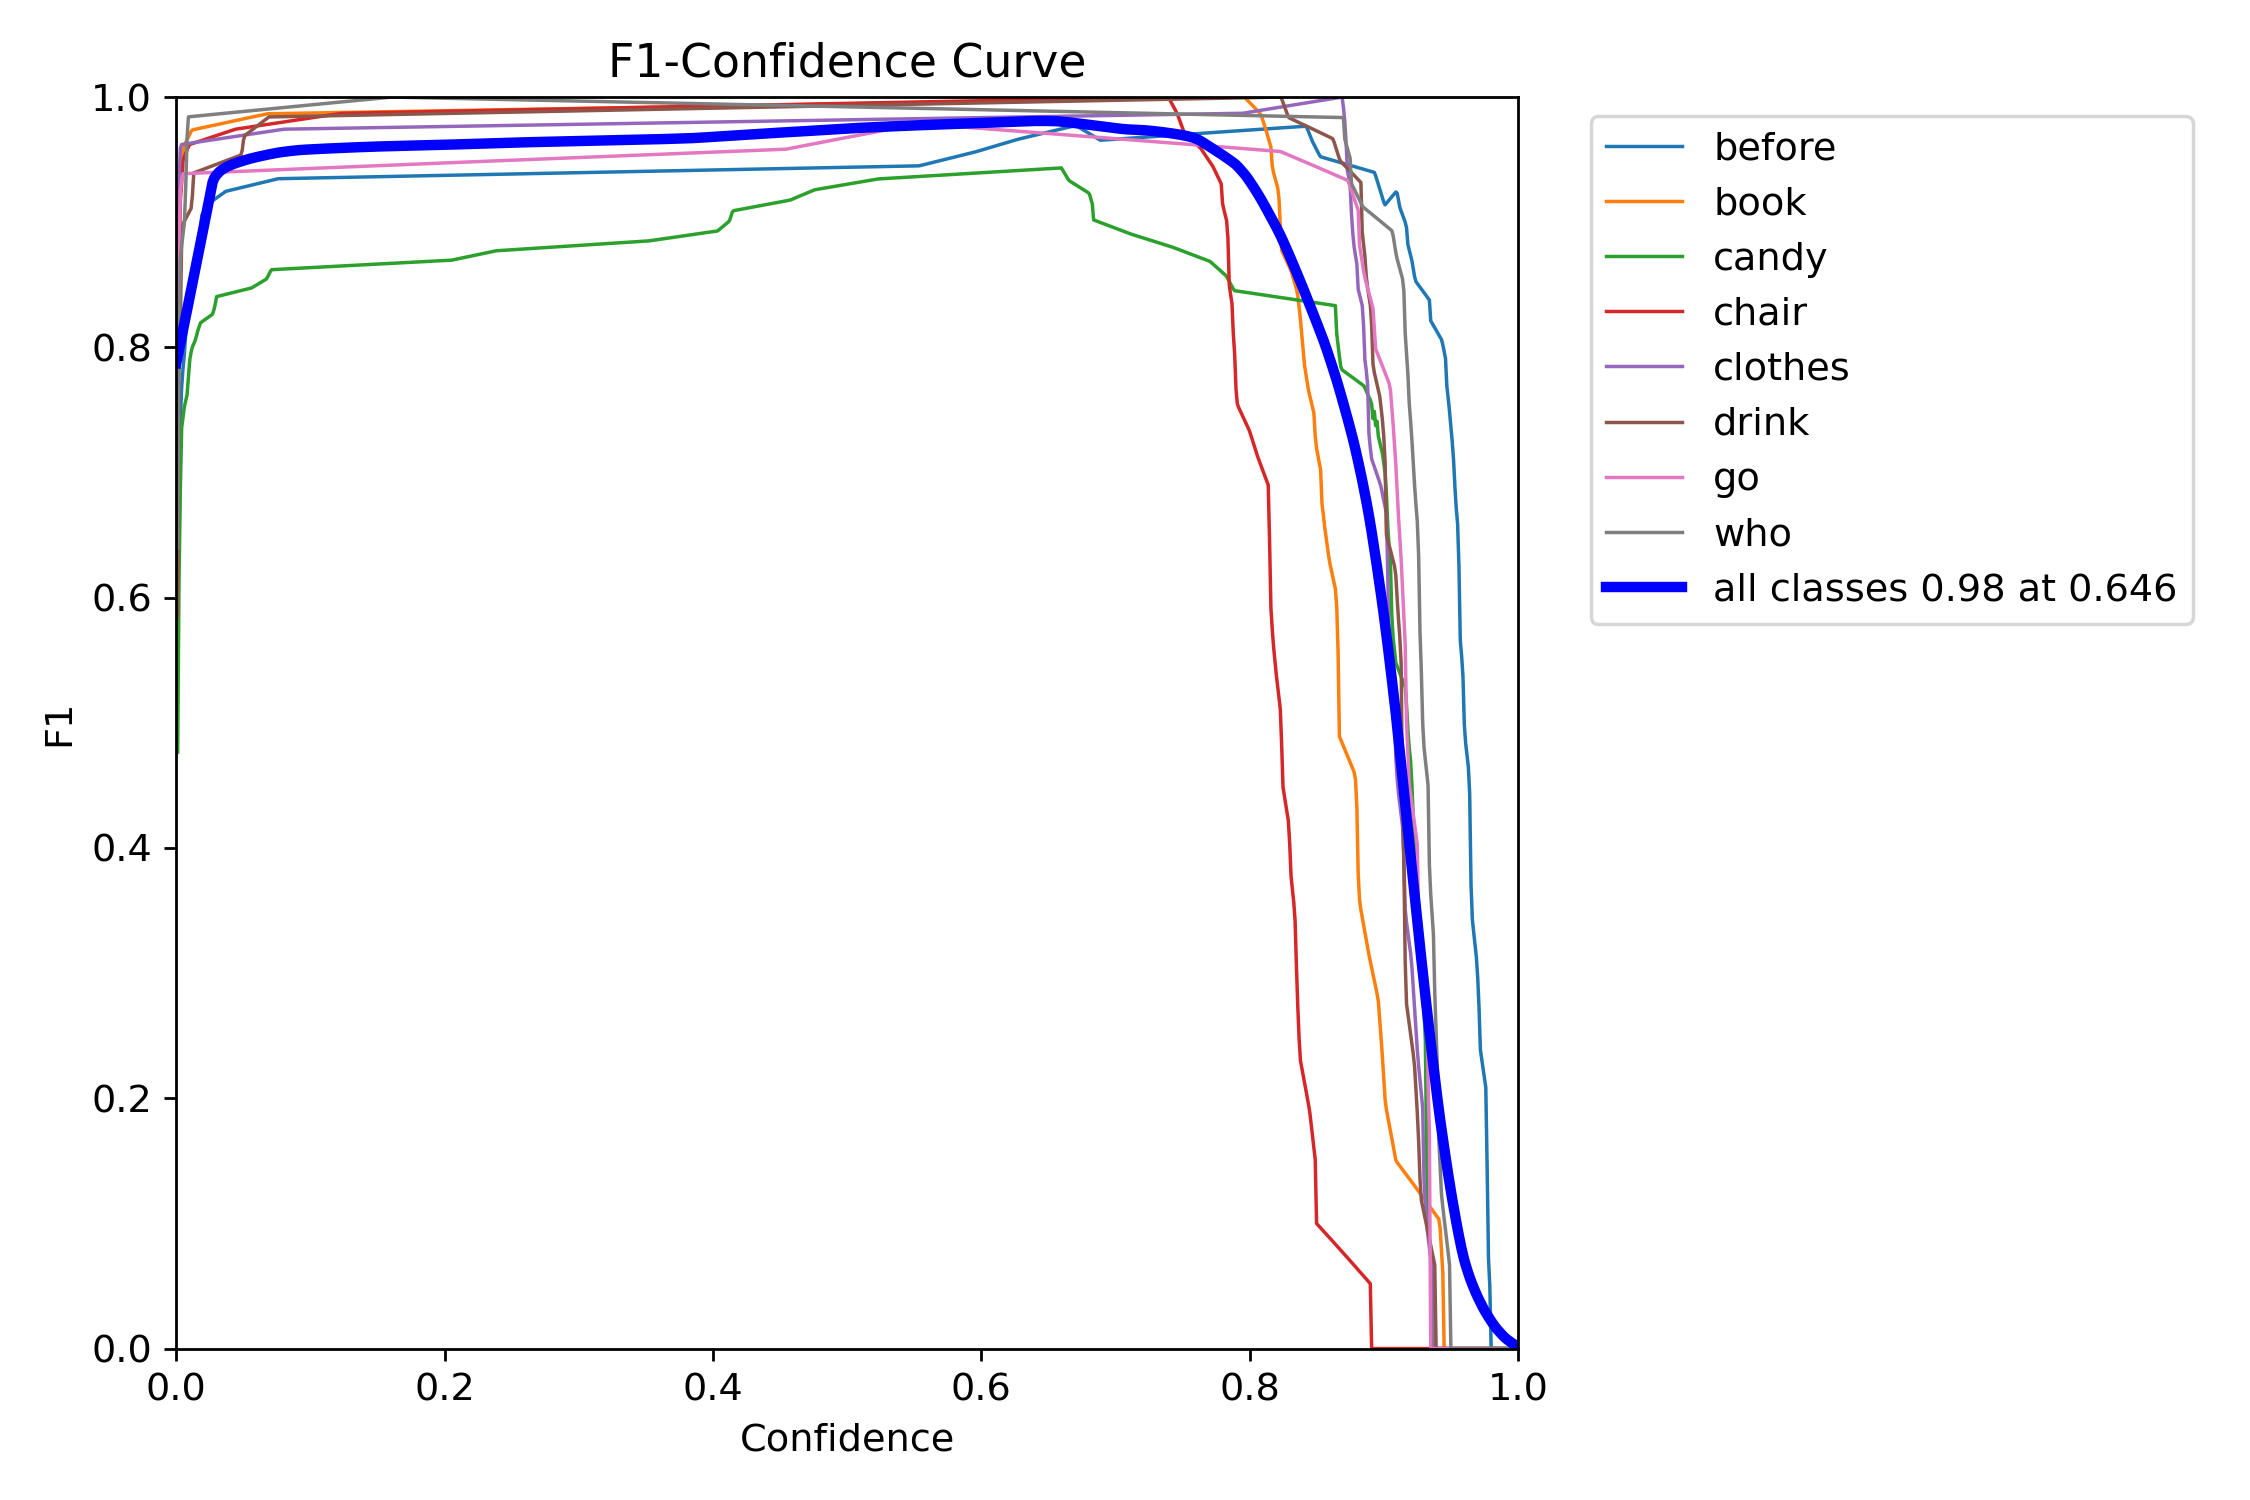 F1-Confidence Curve
1.0
0.8
0.6
0.4
0.2
0.0
F1
0.0 0.2 0.4 0.6 0.8 1.0
Confidence
before
book
candy
chair
clothes
drink
go
who
all classes 0.98 at 0.646